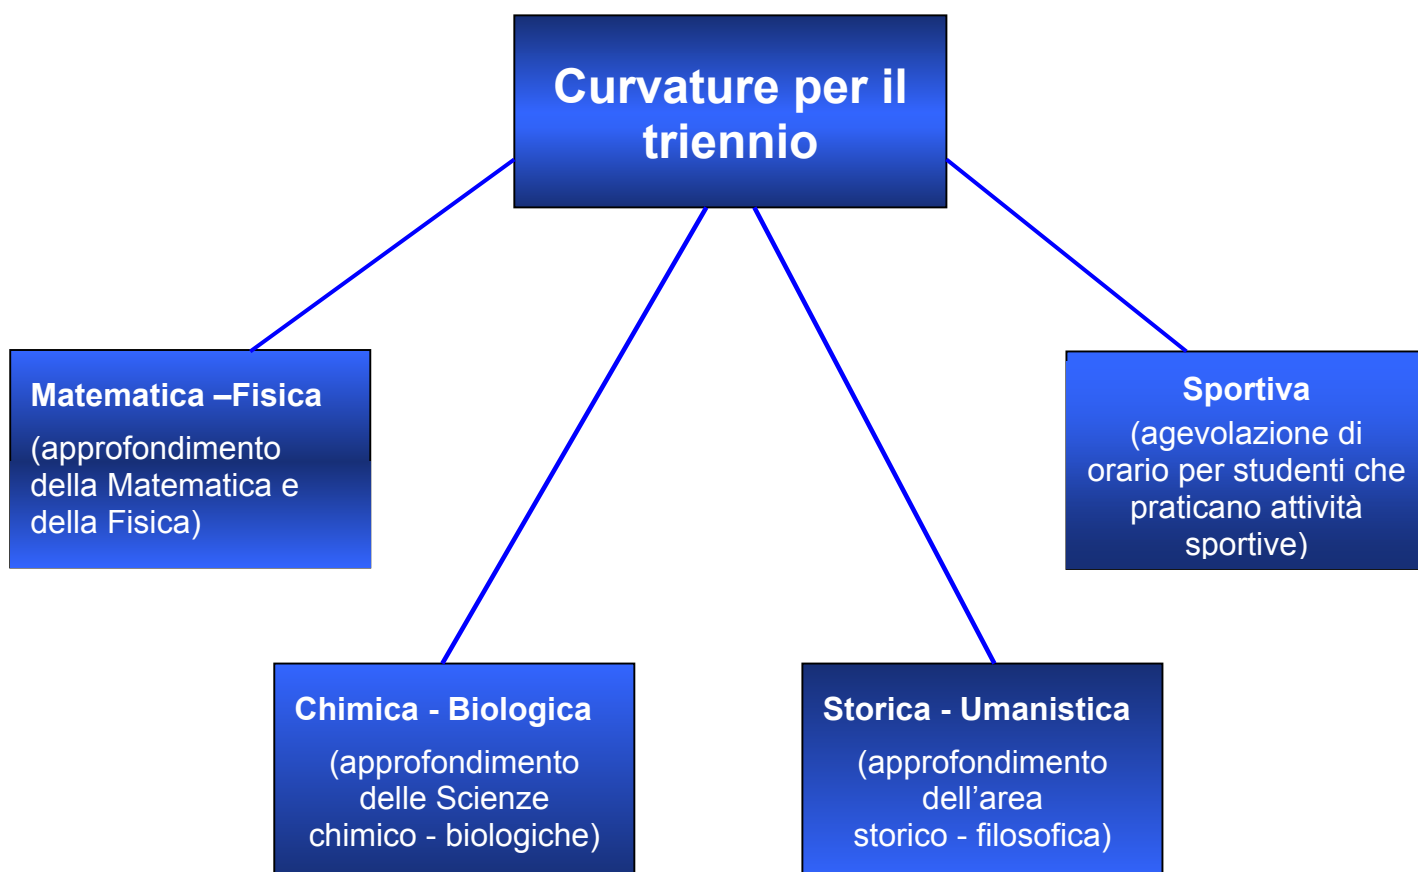 Curvature per il
triennio
Matematica –Fisica
(approfondimento
della Matematica e
della Fisica)
Sportiva
(agevolazione di
orario per studenti che
praticano attività
sportive)
Chimica - Biologica
(approfondimento
delle Scienze
chimico - biologiche)
Storica - Umanistica
(approfondimento
dell’area
storico - filosofica)